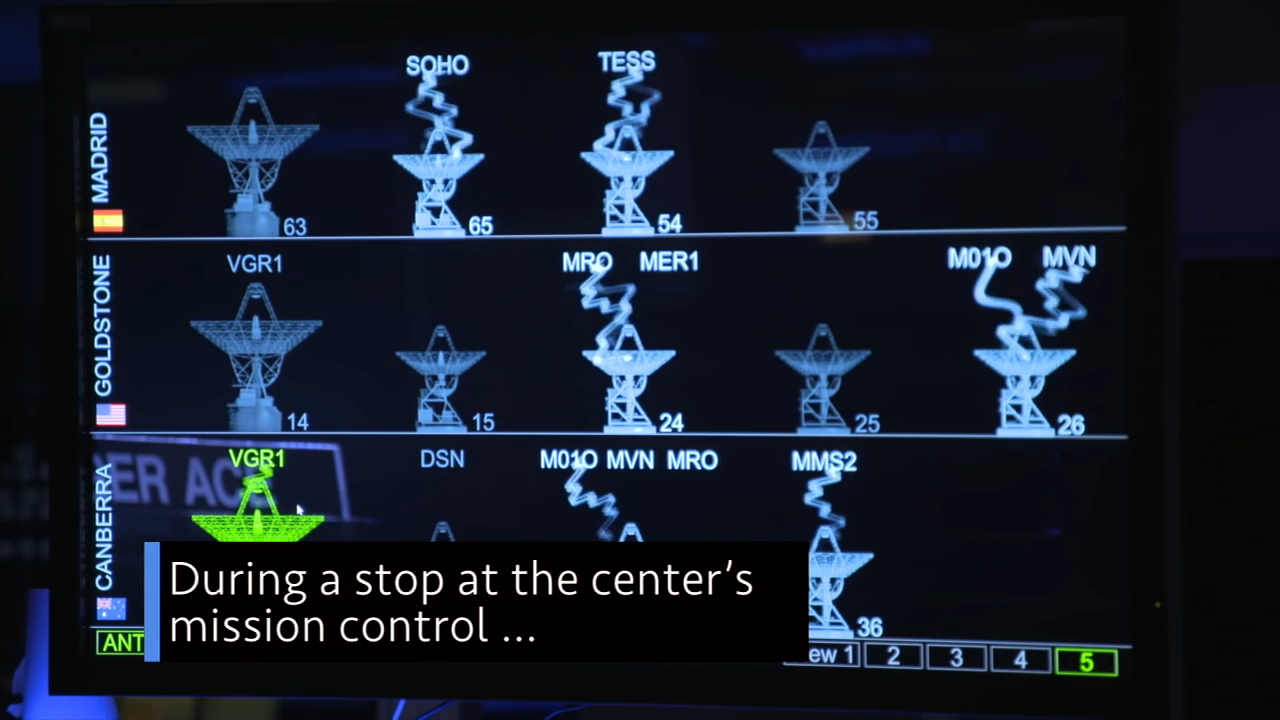 SOHO TESS
MADRID
63 65 54 55
VGR1 MRO MER1 M01O MVN
GOLDSTONE
14 15 24 25 26
VGR1 DSN M01O MVN MRO MMS2
CANBERRA
36
During a stop at the center's
mission control ...
ANT 1 2 3 4 5